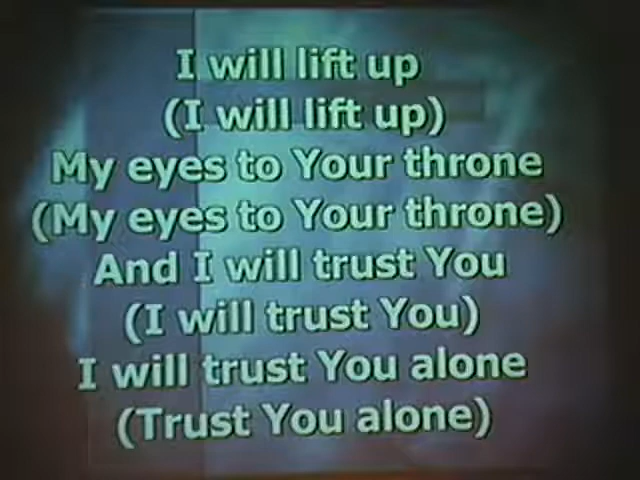 I will lift up
(I will lift up)
My eyes to Your throne
(My eyes to Your throne)
And I will trust You
(I will trust You)
I will trust You alone
(Trust You alone)